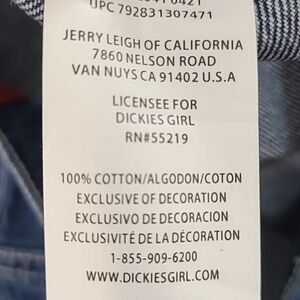 UPC 792831307471
JERRY LEIGH OF CALIFORNIA
7860 NELSON ROAD
VAN NUYS CA 91402 U.S.A
LICENSEE FOR
DICKIES GIRL
RN#55219
100% COTTON/ALGODON/COTON
EXCLUSIVE OF DECORATION
EXCLUSIVO DE DECORACION
EXCLUSIVITÉ DE LA DÉCORATION
1-855-909-6200
WWW.DICKIESGIRL.COM